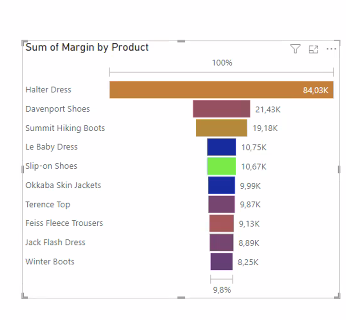 Sum of Margin by Product
100%
Halter Dress 84,03K
Davenport Shoes 21,43K
Summit Hiking Boots 19,18K
Le Baby Dress 10,75K
Slip-on Shoes 10,67K
Okkaba Skin Jackets 9,99K
Terence Top 9,87K
Feiss Fleece Trousers 9,13K
Jack Flash Dress 8,89K
Winter Boots 8,25K
9,8%